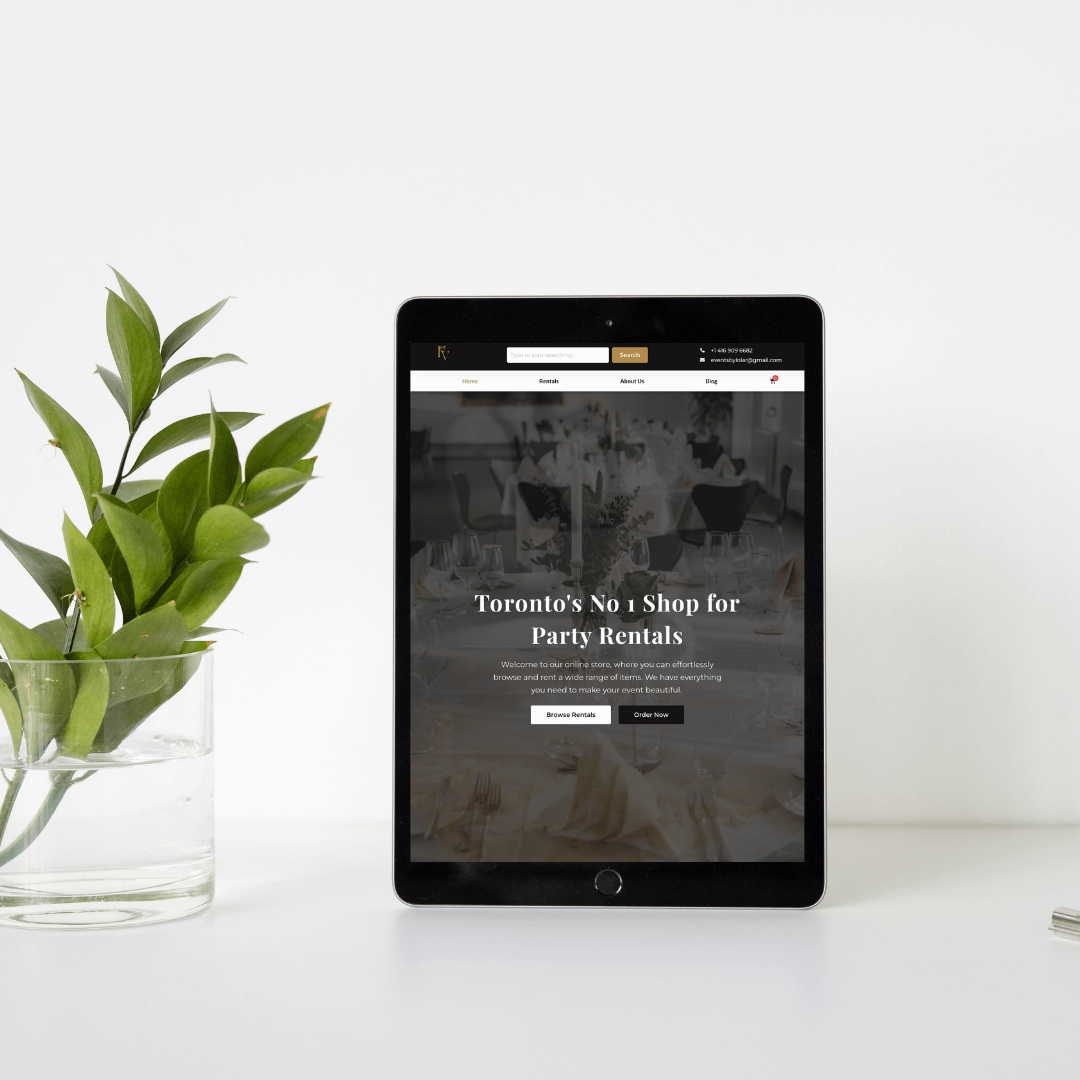 Type to start searching...
Search
+1 416 909 6682
eventsbylolar@gmail.com
Home
Rentals
About Us
Blog
Toronto's No 1 Shop for
Party Rentals
Welcome to our online store, where you can effortlessly
browse and rent a wide range of items. We have everything
you need to make your event beautiful.
Browse Rentals
Order Now